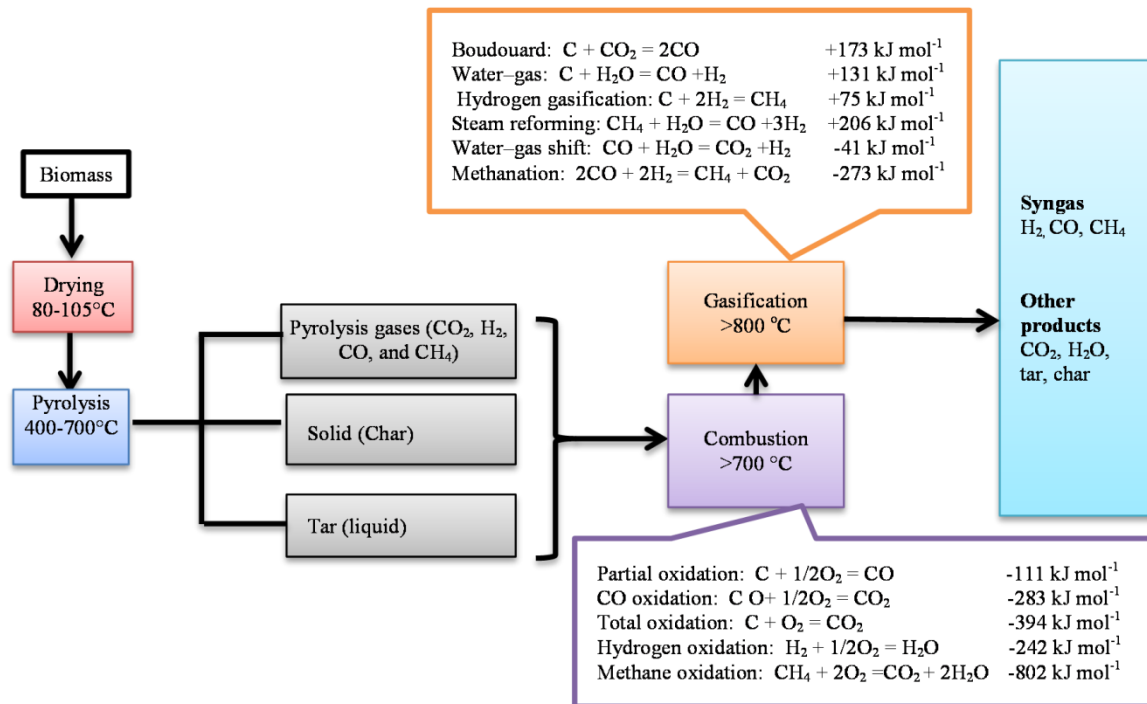 Boudouard: C + CO₂ = 2CO +173 kJ mol⁻¹
Water–gas: C + H₂O = CO +H₂ +131 kJ mol⁻¹
Hydrogen gasification: C + 2H₂ = CH₄ +75 kJ mol⁻¹
Steam reforming: CH₄ + H₂O = CO +3H₂ +206 kJ mol⁻¹
Water–gas shift: CO + H₂O = CO₂ +H₂ -41 kJ mol⁻¹
Methanation: 2CO + 2H₂ = CH₄ + CO₂ -273 kJ mol⁻¹
Biomass
Drying
80-105°C
Pyrolysis
400-700°C
Pyrolysis gases (CO₂, H₂,
CO, and CH₄)
Solid (Char)
Tar (liquid)
Gasification
>800 °C
Combustion
>700 °C
Syngas
H₂, CO, CH₄
Other
products
CO₂, H₂O,
tar, char
Partial oxidation: C + 1/2O₂ = CO -111 kJ mol⁻¹
CO oxidation: C O+ 1/2O₂ = CO₂ -283 kJ mol⁻¹
Total oxidation: C + O₂ = CO₂ -394 kJ mol⁻¹
Hydrogen oxidation: H₂ + 1/2O₂ = H₂O -242 kJ mol⁻¹
Methane oxidation: CH₄ + 2O₂ =CO₂ + 2H₂O -802 kJ mol⁻¹